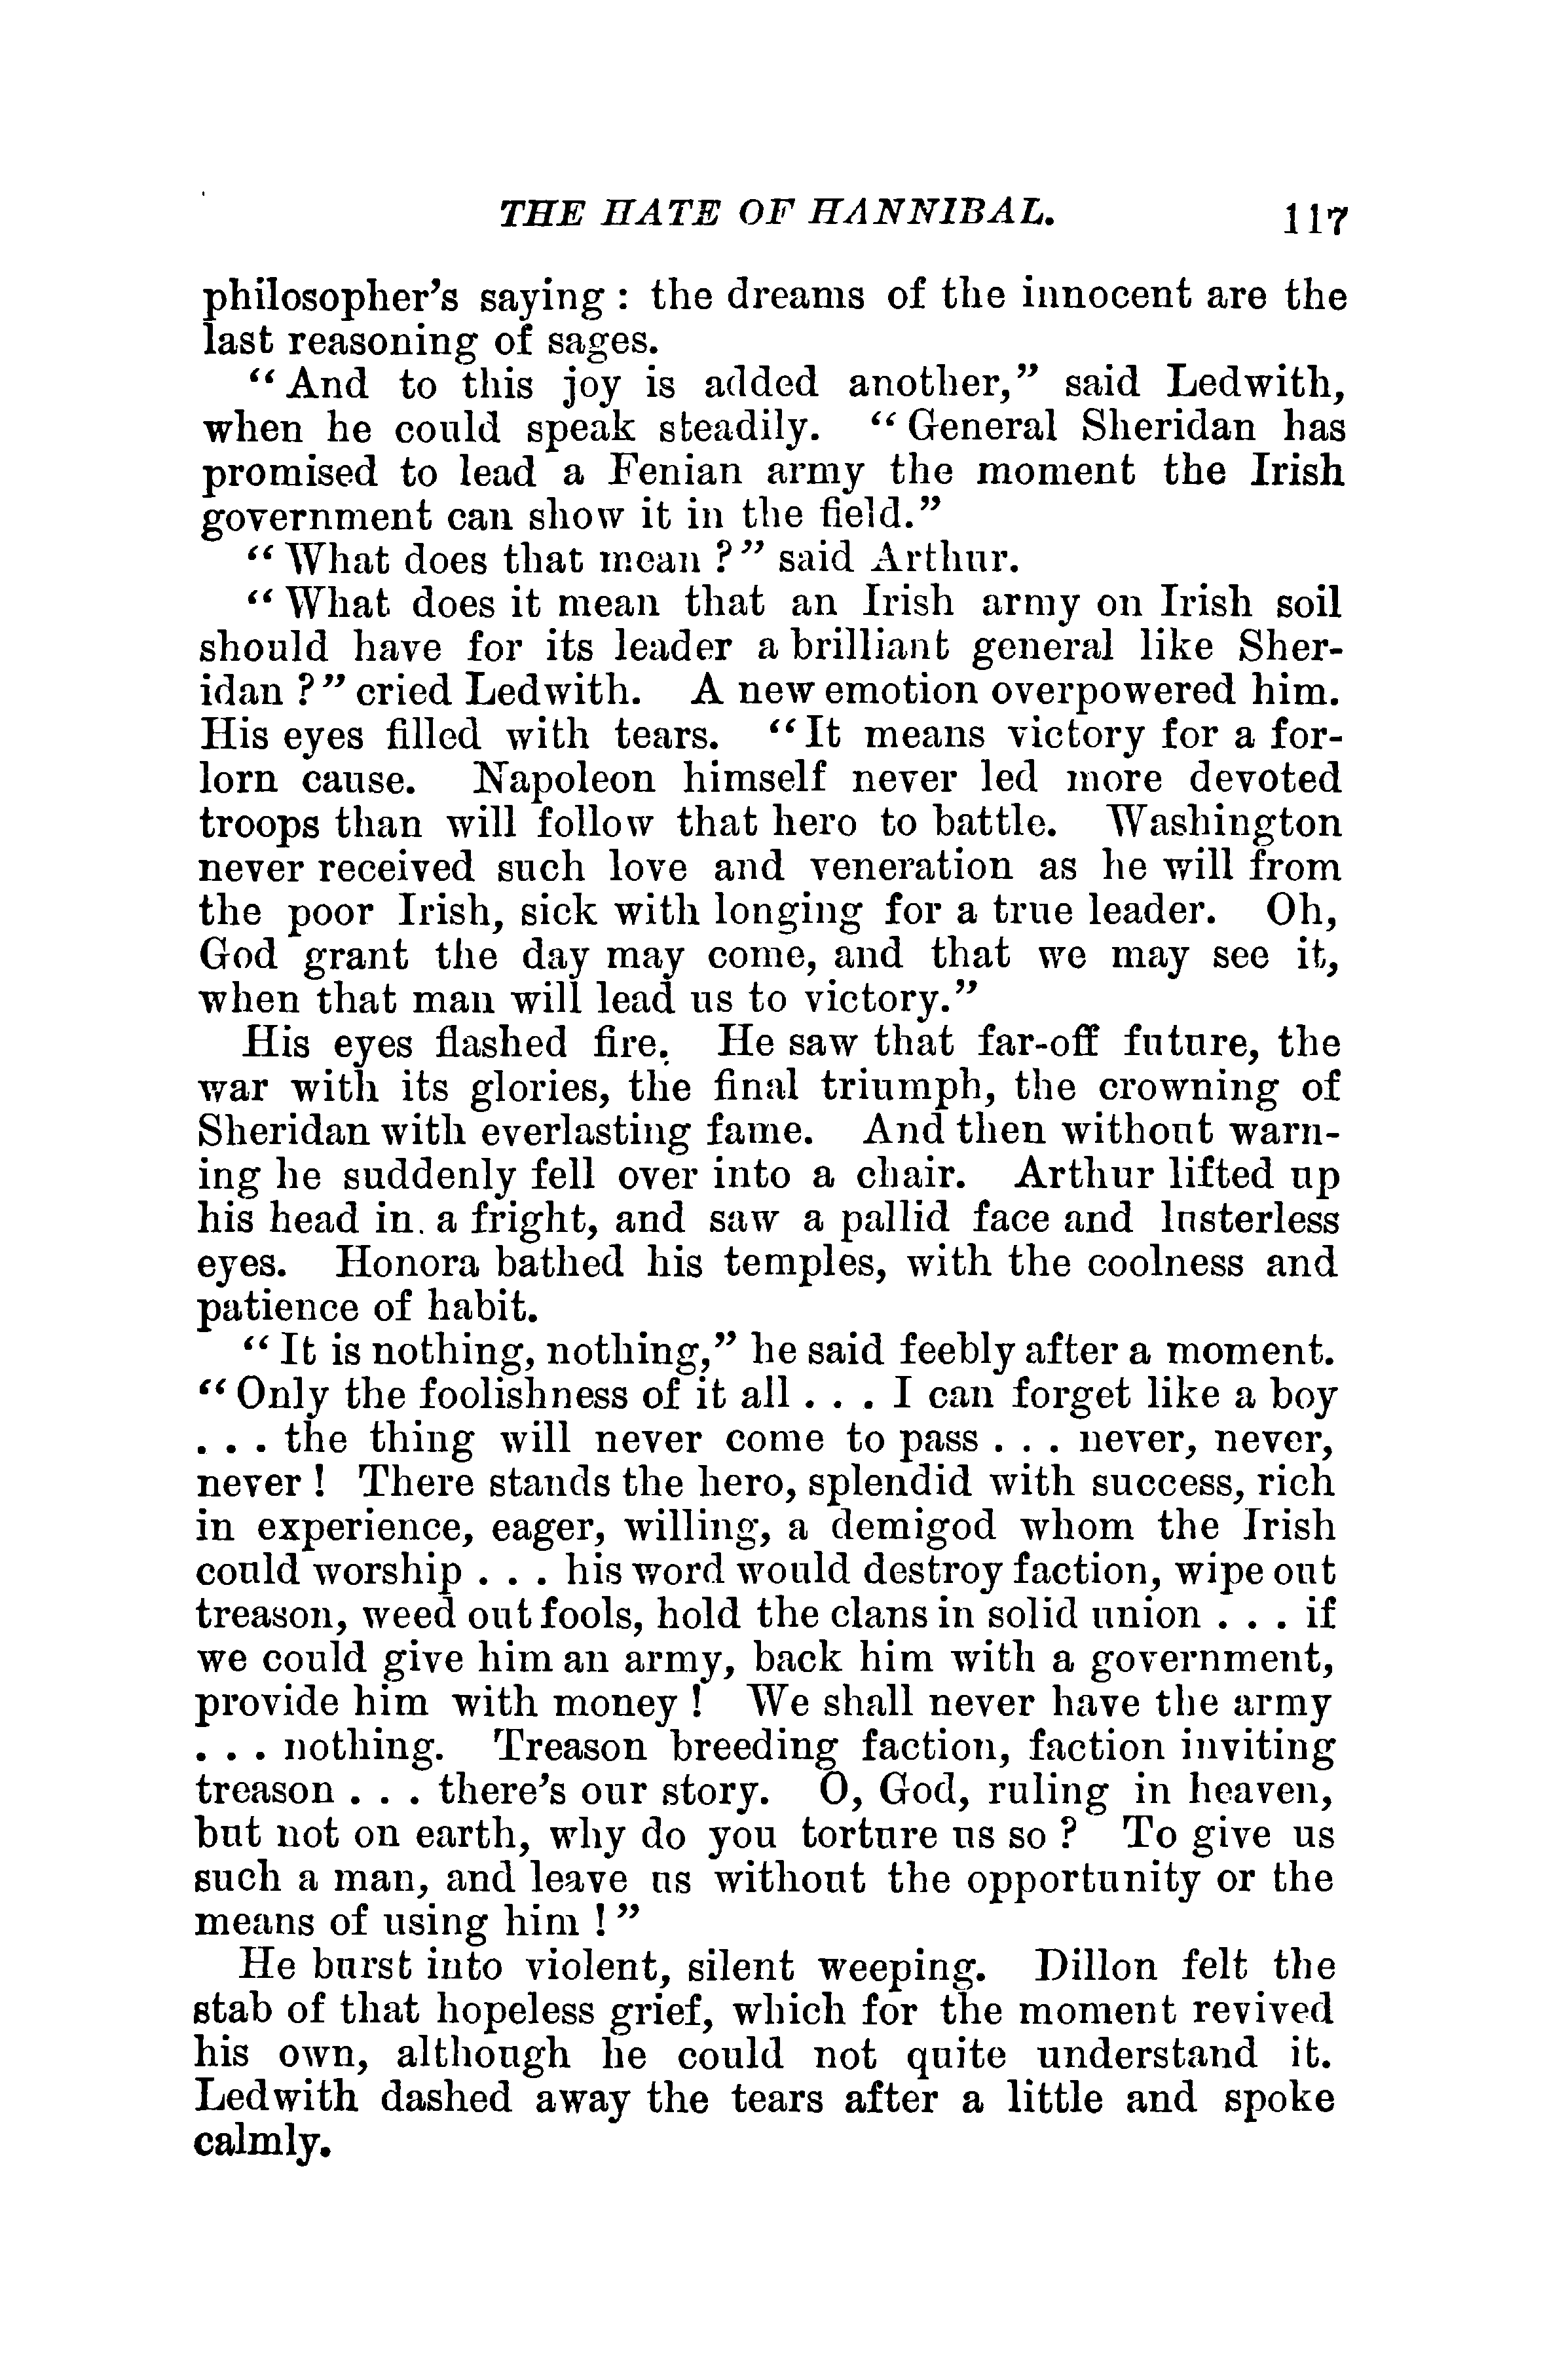 THE HATE OF HANNIBAL. 117
philosopher's saying : the dreams of the innocent are the
last reasoning of sages.
“And to this joy is added another,” said Ledwith,
when he could speak steadily. “General Sheridan has
promised to lead a Fenian army the moment the Irish
government can show it in the field.”
“What does that mean ?” said Arthur.
“What does it mean that an Irish army on Irish soil
should have for its leader a brilliant general like Sher-
idan ?” cried Ledwith. A new emotion overpowered him.
His eyes filled with tears. “It means victory for a for-
lorn cause. Napoleon himself never led more devoted
troops than will follow that hero to battle. Washington
never received such love and veneration as he will from
the poor Irish, sick with longing for a true leader. Oh,
God grant the day may come, and that we may see it,
when that man will lead us to victory.”
His eyes flashed fire. He saw that far-off future, the
war with its glories, the final triumph, the crowning of
Sheridan with everlasting fame. And then without warn-
ing he suddenly fell over into a chair. Arthur lifted up
his head in a fright, and saw a pallid face and lusterless
eyes. Honora bathed his temples, with the coolness and
patience of habit.
“It is nothing, nothing,” he said feebly after a moment.
“Only the foolishness of it all . . . I can forget like a boy
. . . the thing will never come to pass . . . never, never,
never ! There stands the hero, splendid with success, rich
in experience, eager, willing, a demigod whom the Irish
could worship . . . his word would destroy faction, wipe out
treason, weed out fools, hold the clans in solid union . . . if
we could give him an army, back him with a government,
provide him with money ! We shall never have the army
. . . nothing. Treason breeding faction, faction inviting
treason . . . there's our story. O, God, ruling in heaven,
but not on earth, why do you torture us so ? To give us
such a man, and leave us without the opportunity or the
means of using him !”
He burst into violent, silent weeping. Dillon felt the
stab of that hopeless grief, which for the moment revived
his own, although he could not quite understand it.
Ledwith dashed away the tears after a little and spoke
calmly.